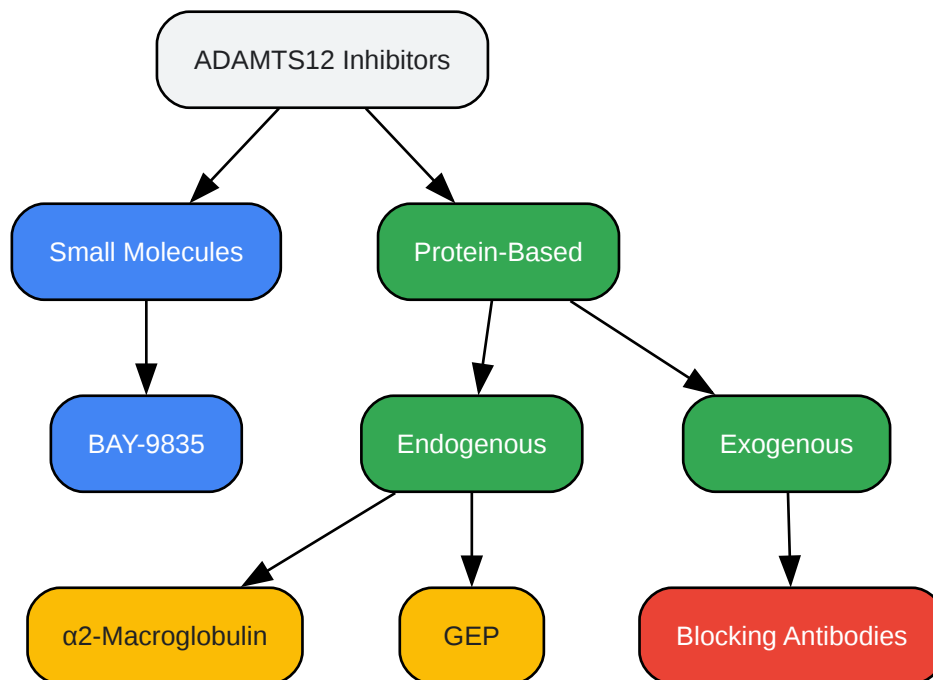 ADAMTS12 Inhibitors
Small Molecules
Protein-Based
BAY-9835
Endogenous
Exogenous
α2-Macroglobulin
GEP
Blocking Antibodies